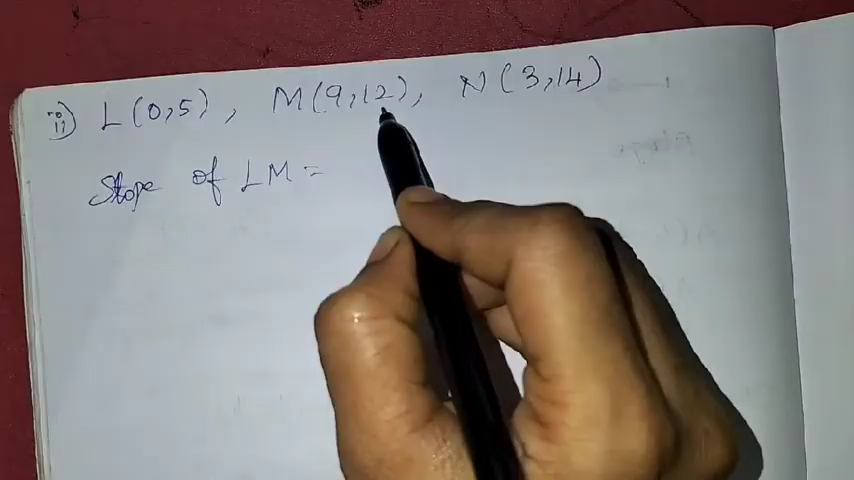 ii) L(0,5), M(9,12), N(3,14)
Slope of LM =